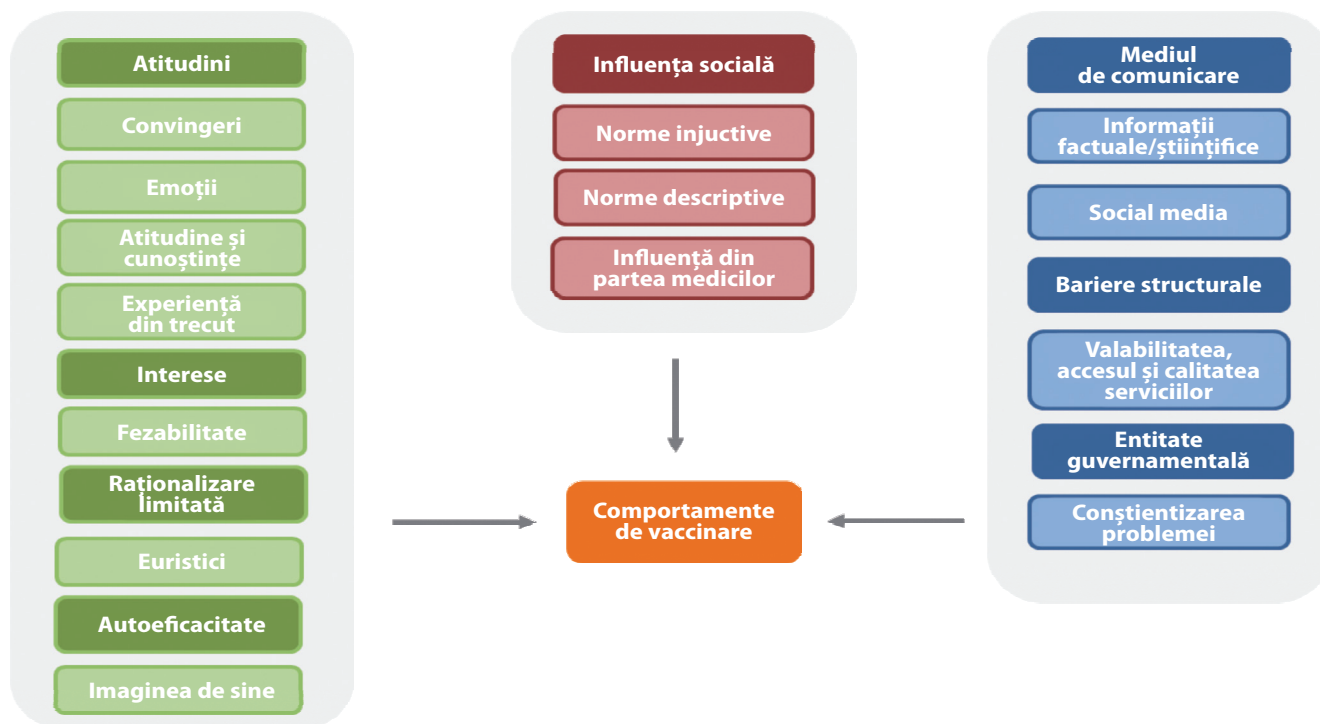 Atitudini
Convingeri
Emoții
Atitudine și
cunoștințe
Experiență
din trecut
Interese
Fezabilitate
Raționalizare
limitată
Euristici
Autoeficacitate
Imaginea de sine
Influența socială
Norme injuctive
Norme descriptive
Influență din
partea medicilor
Comportamente
de vaccinare
Mediul
de comunicare
Informații
factuale/științifice
Social media
Bariere structurale
Valabilitatea,
accesul și calitatea
serviciilor
Entitate
guvernamentală
Conștientizarea
problemei